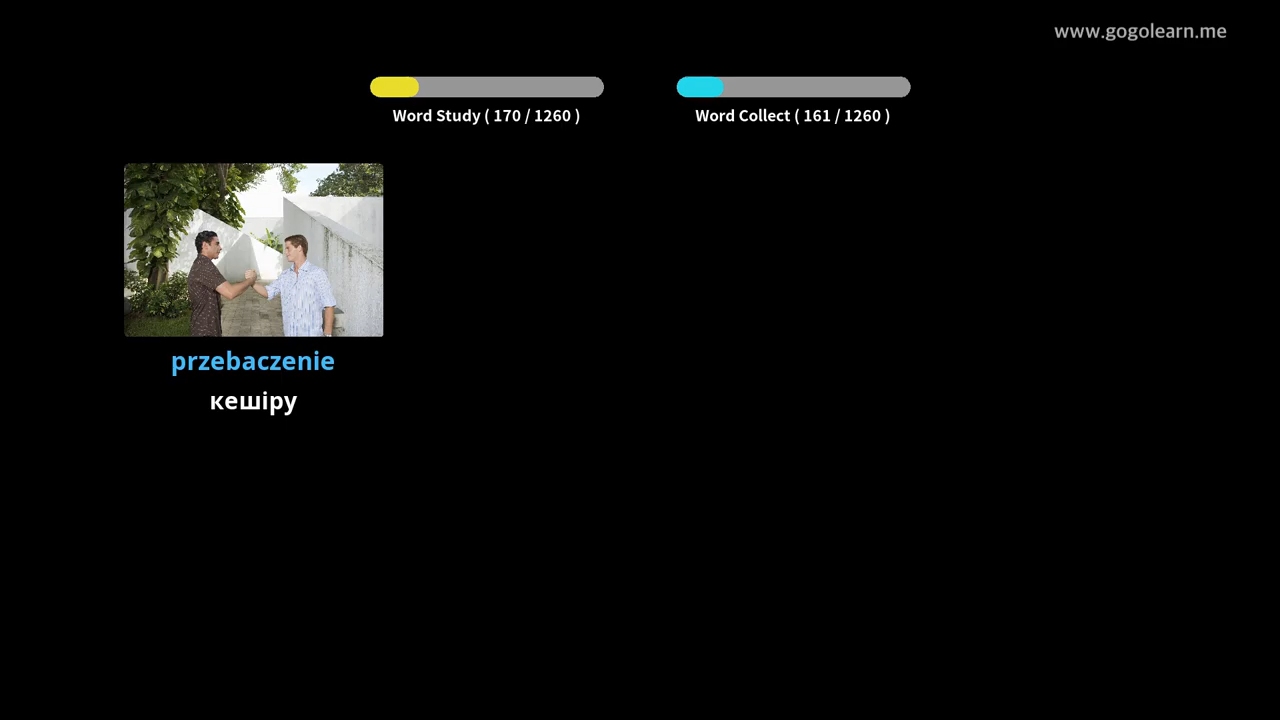 www.gogolearn.me
Word Study ( 170 / 1260 )
Word Collect ( 161 / 1260 )
przebaczenie
кешіру